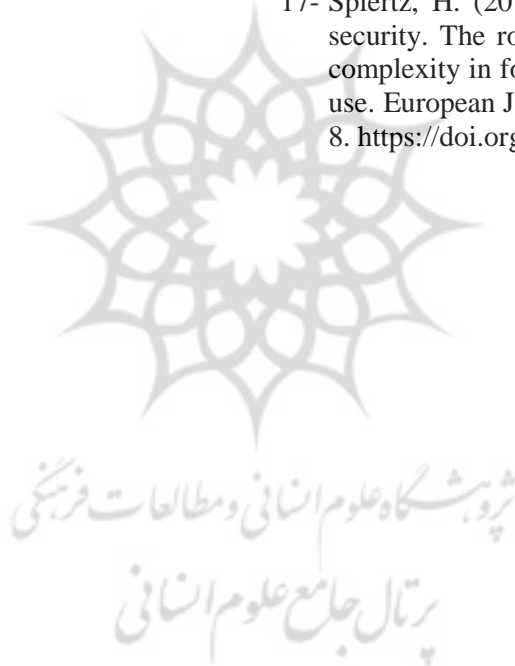 17- Spiertz, H. (20
security. The ro
complexity in fo
use. European J
8. https://doi.org
پژوهشگاه علوم انسانی و مطالعات فرهنگی
پرتال جامع علوم انسانی